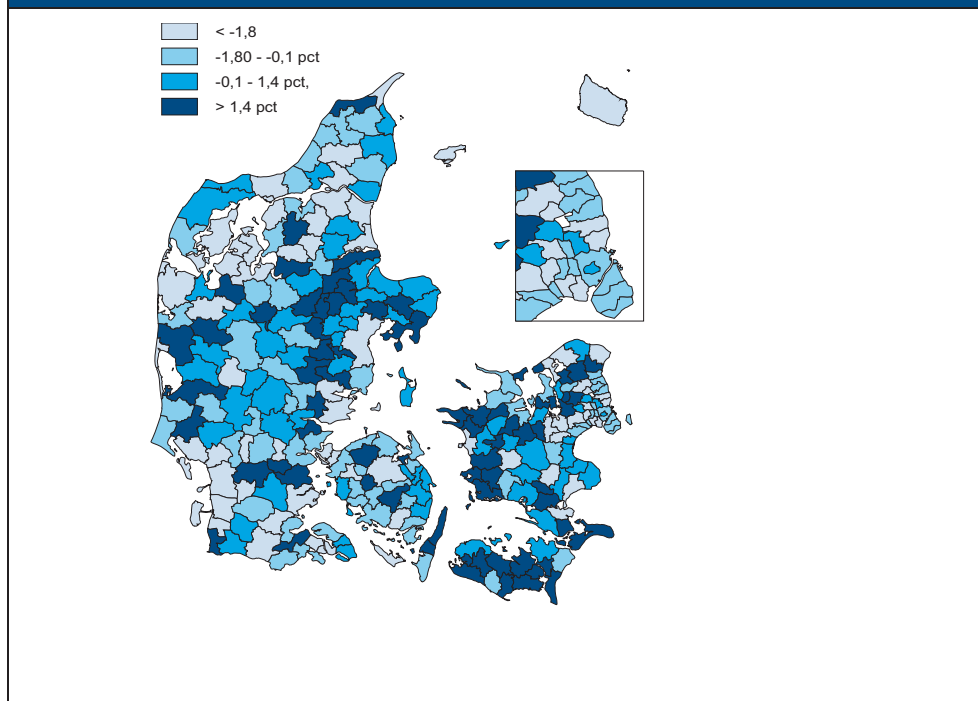 < -1,8
-1,80 - -0,1 pct
-0,1 - 1,4 pct,
> 1,4 pct